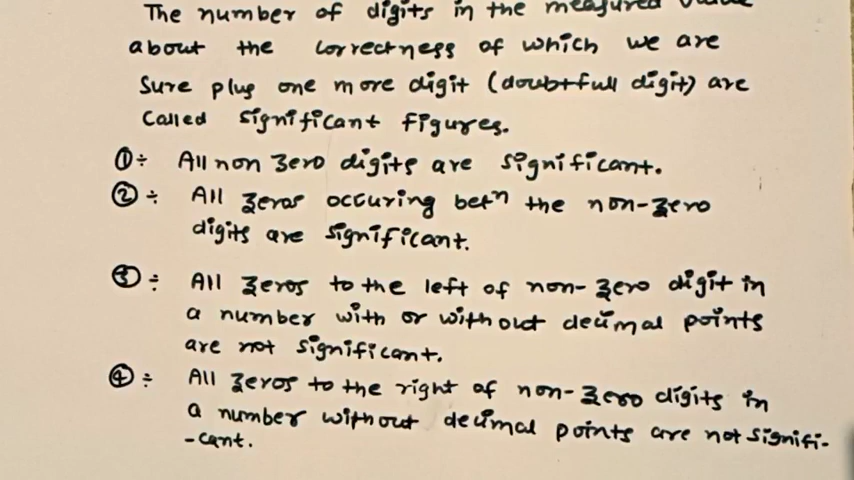 The number of digits in the measured value
about the correctness of which we are
Sure plus one more digit (doubtfull digit) are
Called significant figures.
①÷ All non zero digits are significant.
②÷ All zeros occuring betⁿ the non-zero
digits are significant.
③÷ All zeros to the left of non-zero digit in
a number with or without decimal points
are not significant.
④÷ All zeros to the right of non-zero digits in
a number without decimal points are not signifi-
-cant.